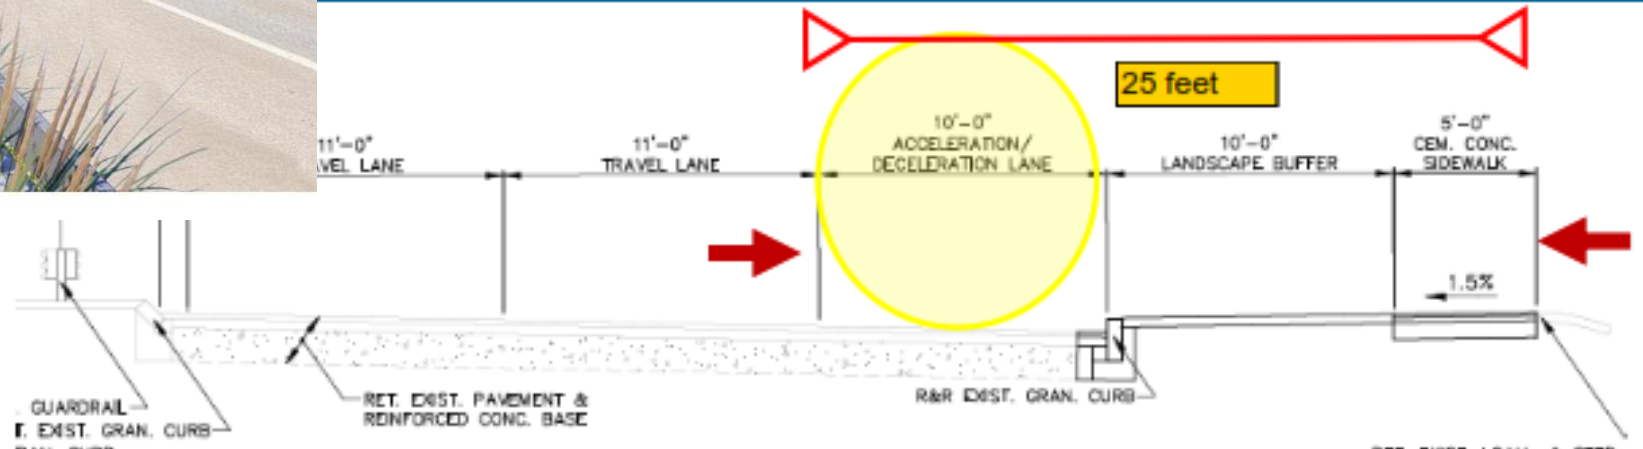 25 feet
11'-0"
VEL LANE
11'-0"
TRAVEL LANE
10'-0"
ACCELERATION/
DECELERATION LANE
10'-0"
LANDSCAPE BUFFER
5'-0"
CEM. CONC.
SIDEWALK
1.5%
. GUARDRAIL
T. EXIST. GRAN. CURB
RET. EXIST. PAVEMENT &
REINFORCED CONC. BASE
R&R EXIST. GRAN. CURB